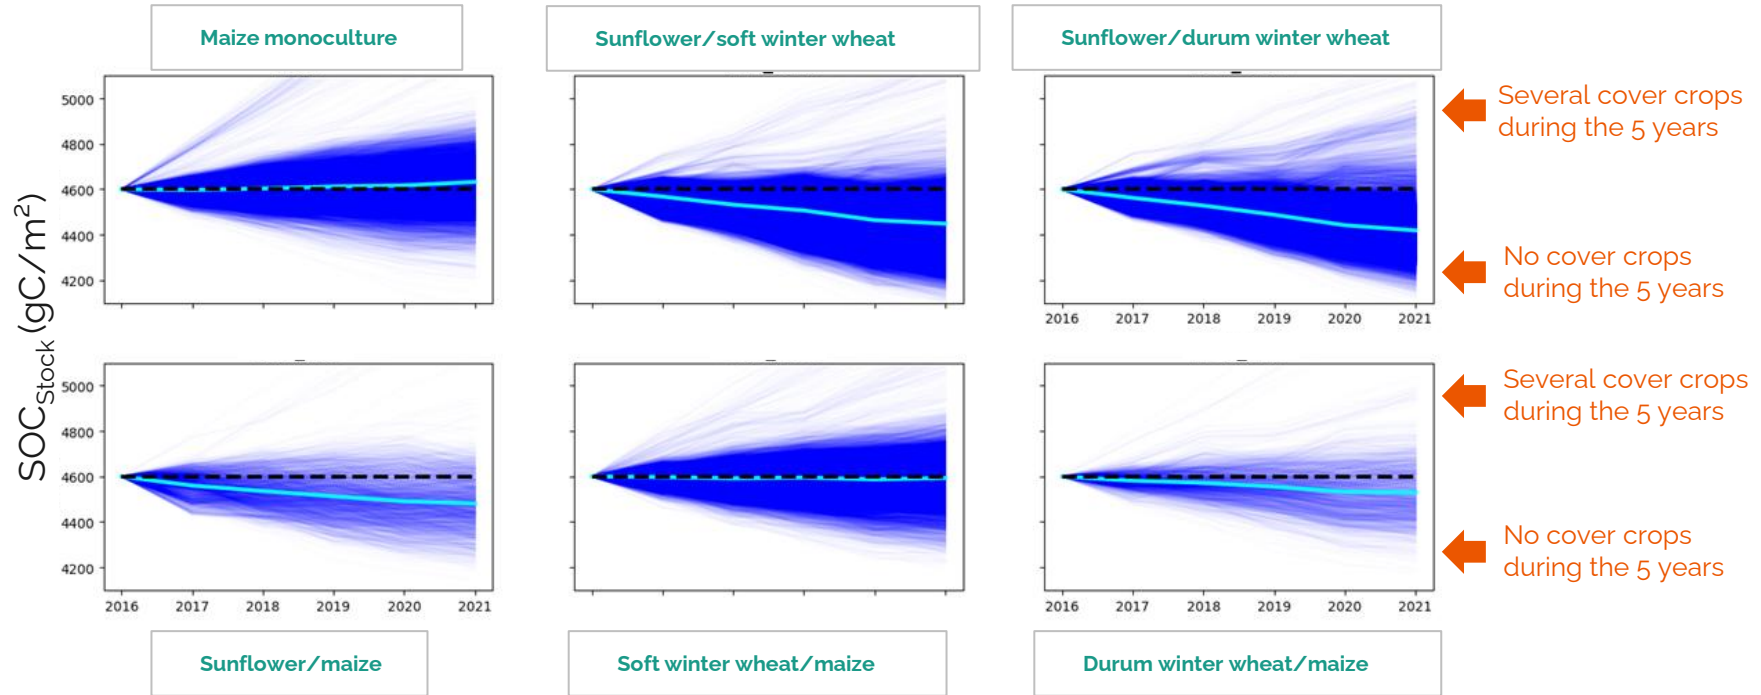 Maize monoculture
Sunflower/soft winter wheat
Sunflower/durum winter wheat
SOC_Stock (gC/m²)
5000
4800
4600
4400
4200
2016 2017 2018 2019 2020 2021
Several cover crops
during the 5 years
No cover crops
during the 5 years
5000
4800
4600
4400
4200
2016 2017 2018 2019 2020 2021
2016 2017 2018 2019 2020 2021
Several cover crops
during the 5 years
No cover crops
during the 5 years
Sunflower/maize
Soft winter wheat/maize
Durum winter wheat/maize